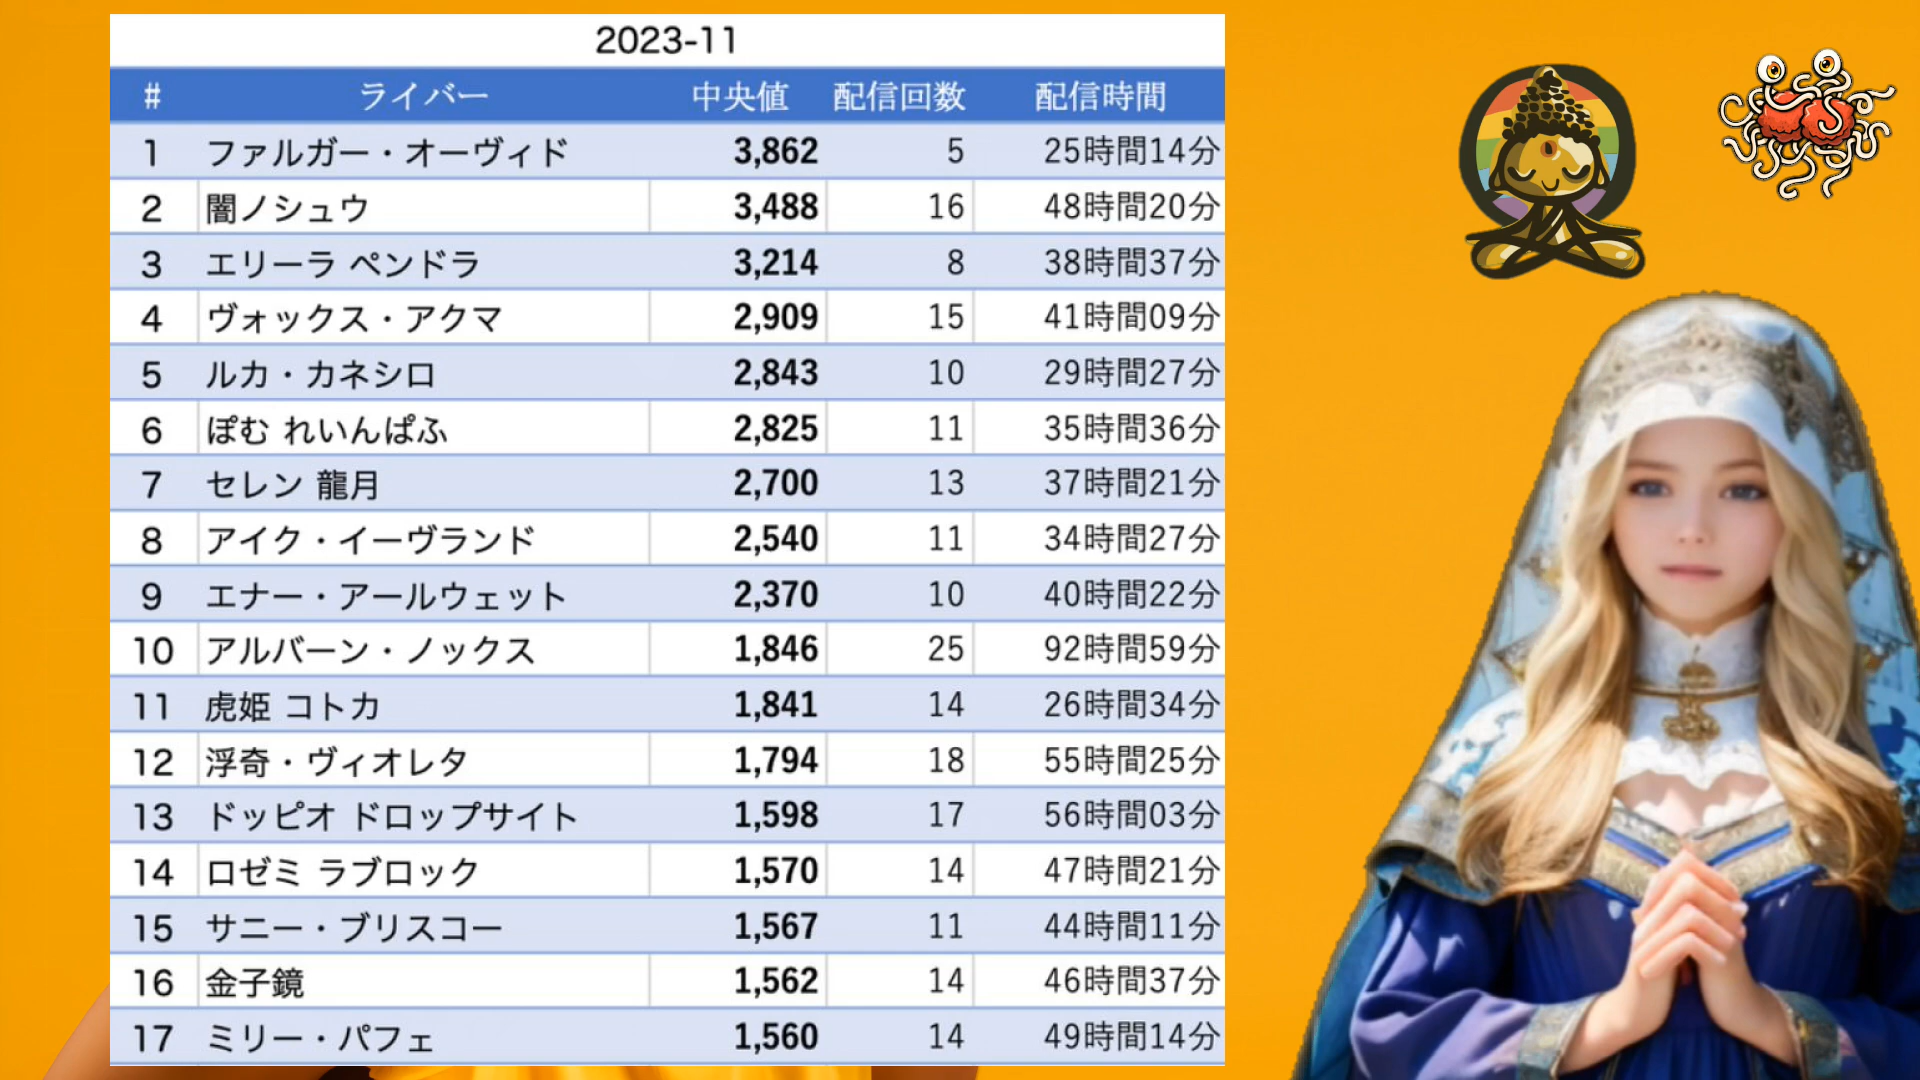 2023-11
# ライバー 中央値 配信回数 配信時間
1 ファルガー・オーヴィド 3,862 5 25時間14分
2 闇ノシュウ 3,488 16 48時間20分
3 エリーラ ペンドラ 3,214 8 38時間37分
4 ヴォックス・アクマ 2,909 15 41時間09分
5 ルカ・カネシロ 2,843 10 29時間27分
6 ぽむ れいんぱふ 2,825 11 35時間36分
7 セレン 龍月 2,700 13 37時間21分
8 アイク・イーヴランド 2,540 11 34時間27分
9 エナー・アールウェット 2,370 10 40時間22分
10 アルバーン・ノックス 1,846 25 92時間59分
11 虎姫 コトカ 1,841 14 26時間34分
12 浮奇・ヴィオレタ 1,794 18 55時間25分
13 ドッピオ ドロップサイト 1,598 17 56時間03分
14 ロゼミ ラブロック 1,570 14 47時間21分
15 サニー・ブリスコー 1,567 11 44時間11分
16 金子鏡 1,562 14 46時間37分
17 ミリー・パフェ 1,560 14 49時間14分